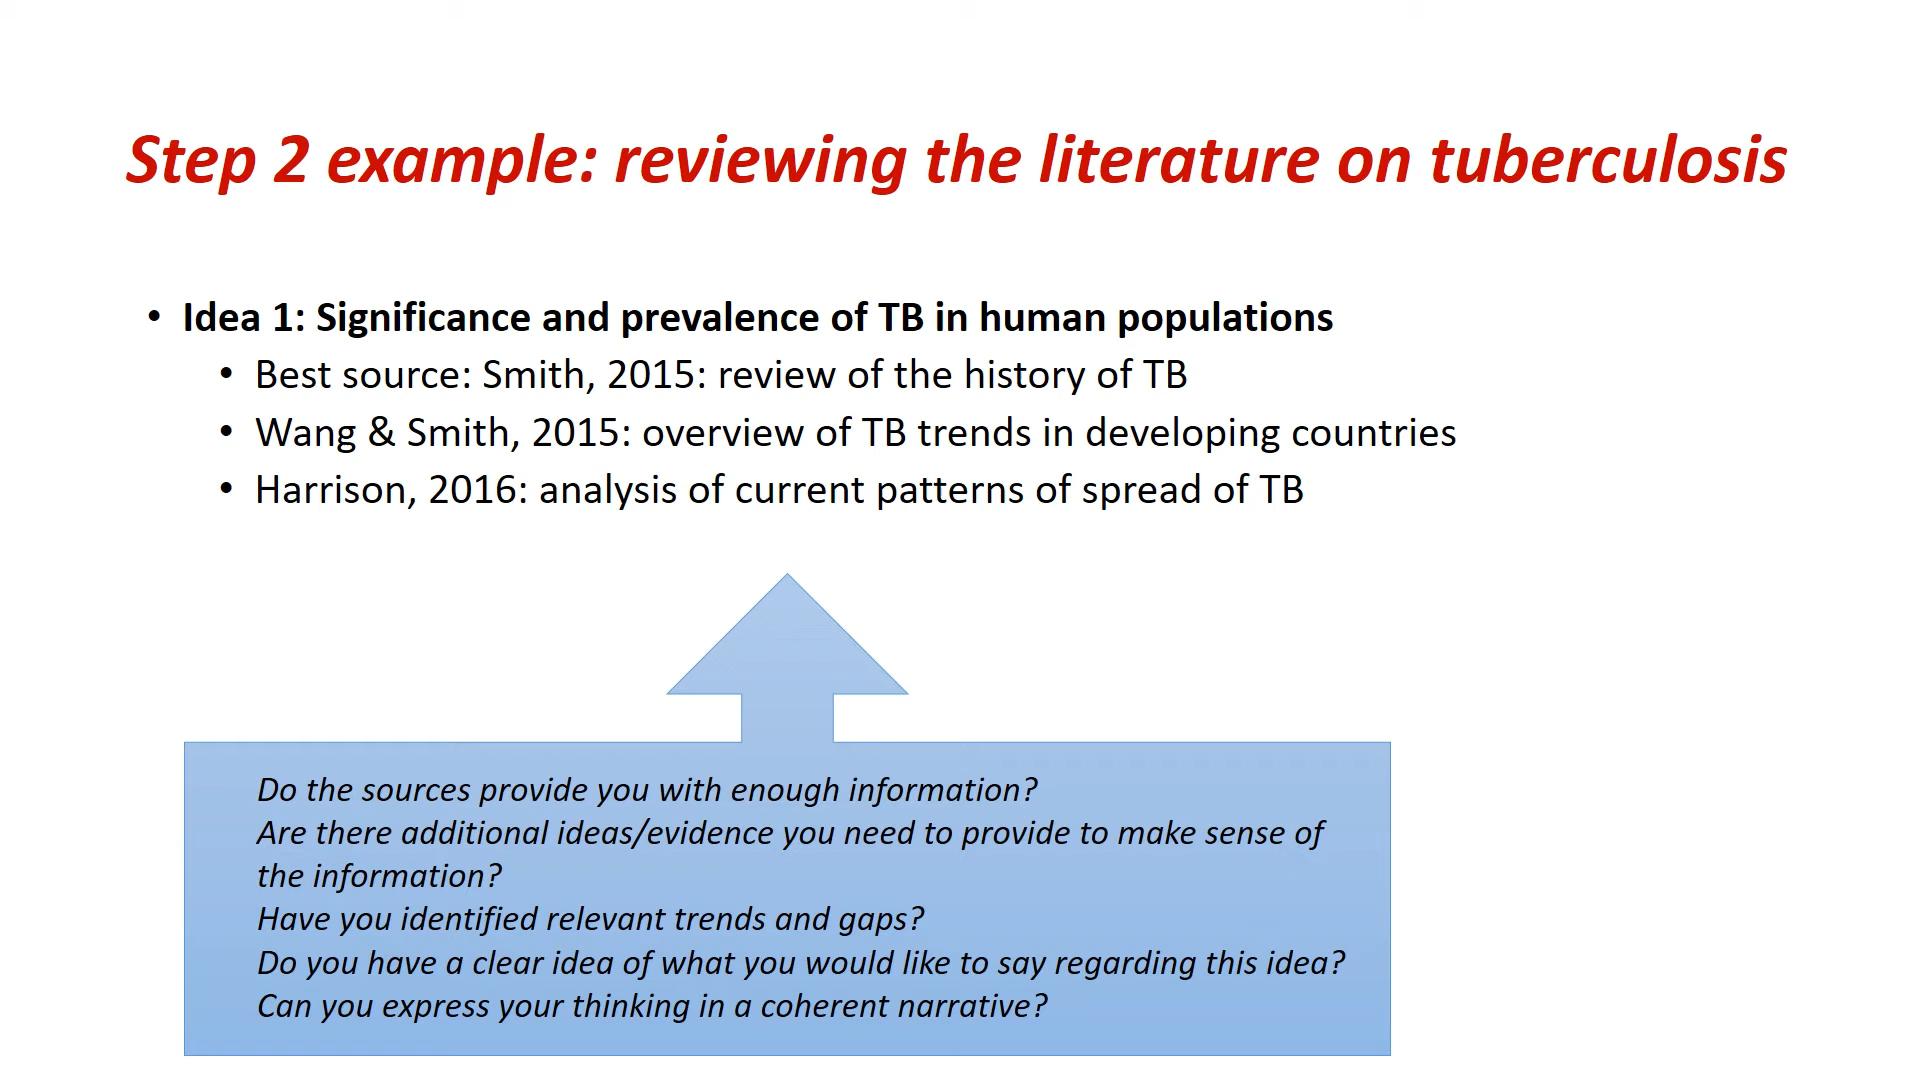 Step 2 example: reviewing the literature on tuberculosis
• Idea 1: Significance and prevalence of TB in human populations
• Best source: Smith, 2015: review of the history of TB
• Wang & Smith, 2015: overview of TB trends in developing countries
• Harrison, 2016: analysis of current patterns of spread of TB
Do the sources provide you with enough information?
Are there additional ideas/evidence you need to provide to make sense of
the information?
Have you identified relevant trends and gaps?
Do you have a clear idea of what you would like to say regarding this idea?
Can you express your thinking in a coherent narrative?